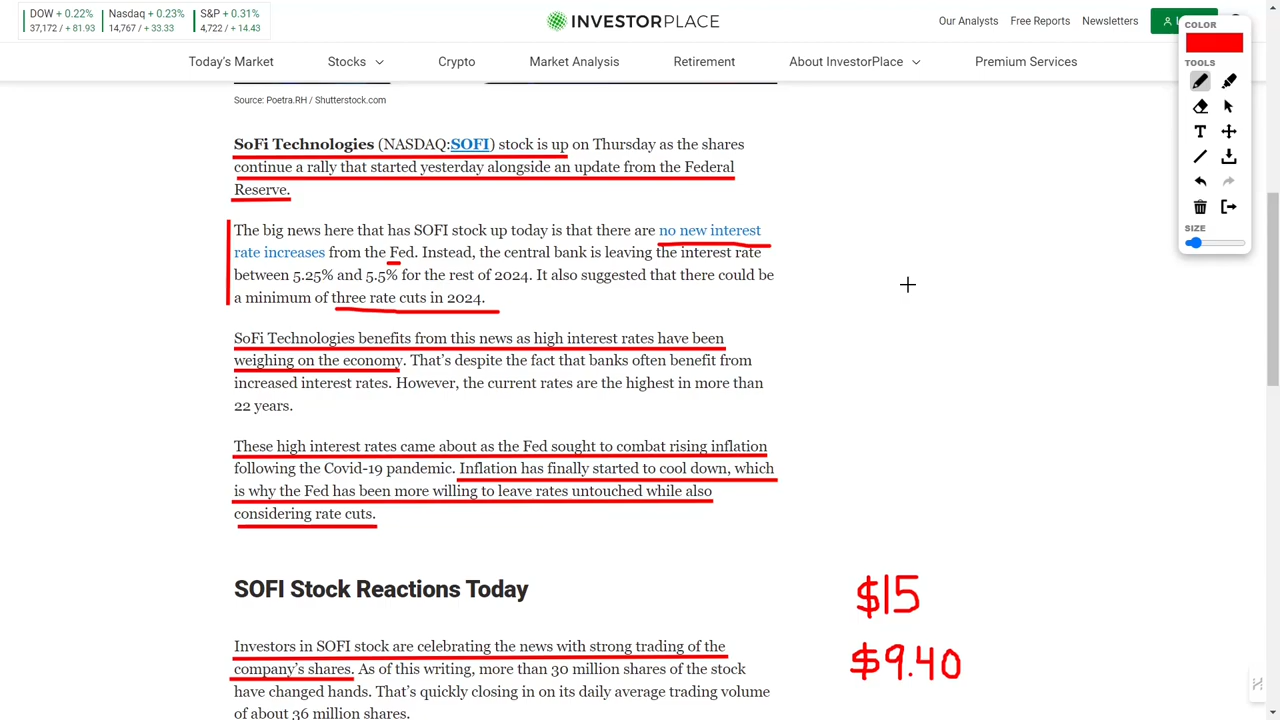 DOW + 0.22% Nasdaq + 0.23% S&P + 0.31%
37,172 / + 81.93 14,767 / + 33.33 4,722 / + 14.43
INVESTORPLACE
Our Analysts Free Reports Newsletters
Today's Market Stocks Crypto Market Analysis Retirement About InvestorPlace Premium Services
COLOR
TOOLS
T
SIZE
Source: Poetra.RH / Shutterstock.com
SoFi Technologies (NASDAQ:SOFI) stock is up on Thursday as the shares
continue a rally that started yesterday alongside an update from the Federal
Reserve.
The big news here that has SOFI stock up today is that there are no new interest
rate increases from the Fed. Instead, the central bank is leaving the interest rate
between 5.25% and 5.5% for the rest of 2024. It also suggested that there could be
a minimum of three rate cuts in 2024.
SoFi Technologies benefits from this news as high interest rates have been
weighing on the economy. That's despite the fact that banks often benefit from
increased interest rates. However, the current rates are the highest in more than
22 years.
These high interest rates came about as the Fed sought to combat rising inflation
following the Covid-19 pandemic. Inflation has finally started to cool down, which
is why the Fed has been more willing to leave rates untouched while also
considering rate cuts.
SOFI Stock Reactions Today
$15
Investors in SOFI stock are celebrating the news with strong trading of the
company's shares. As of this writing, more than 30 million shares of the stock
$9.40
have changed hands. That's quickly closing in on its daily average trading volume
of about 36 million shares.